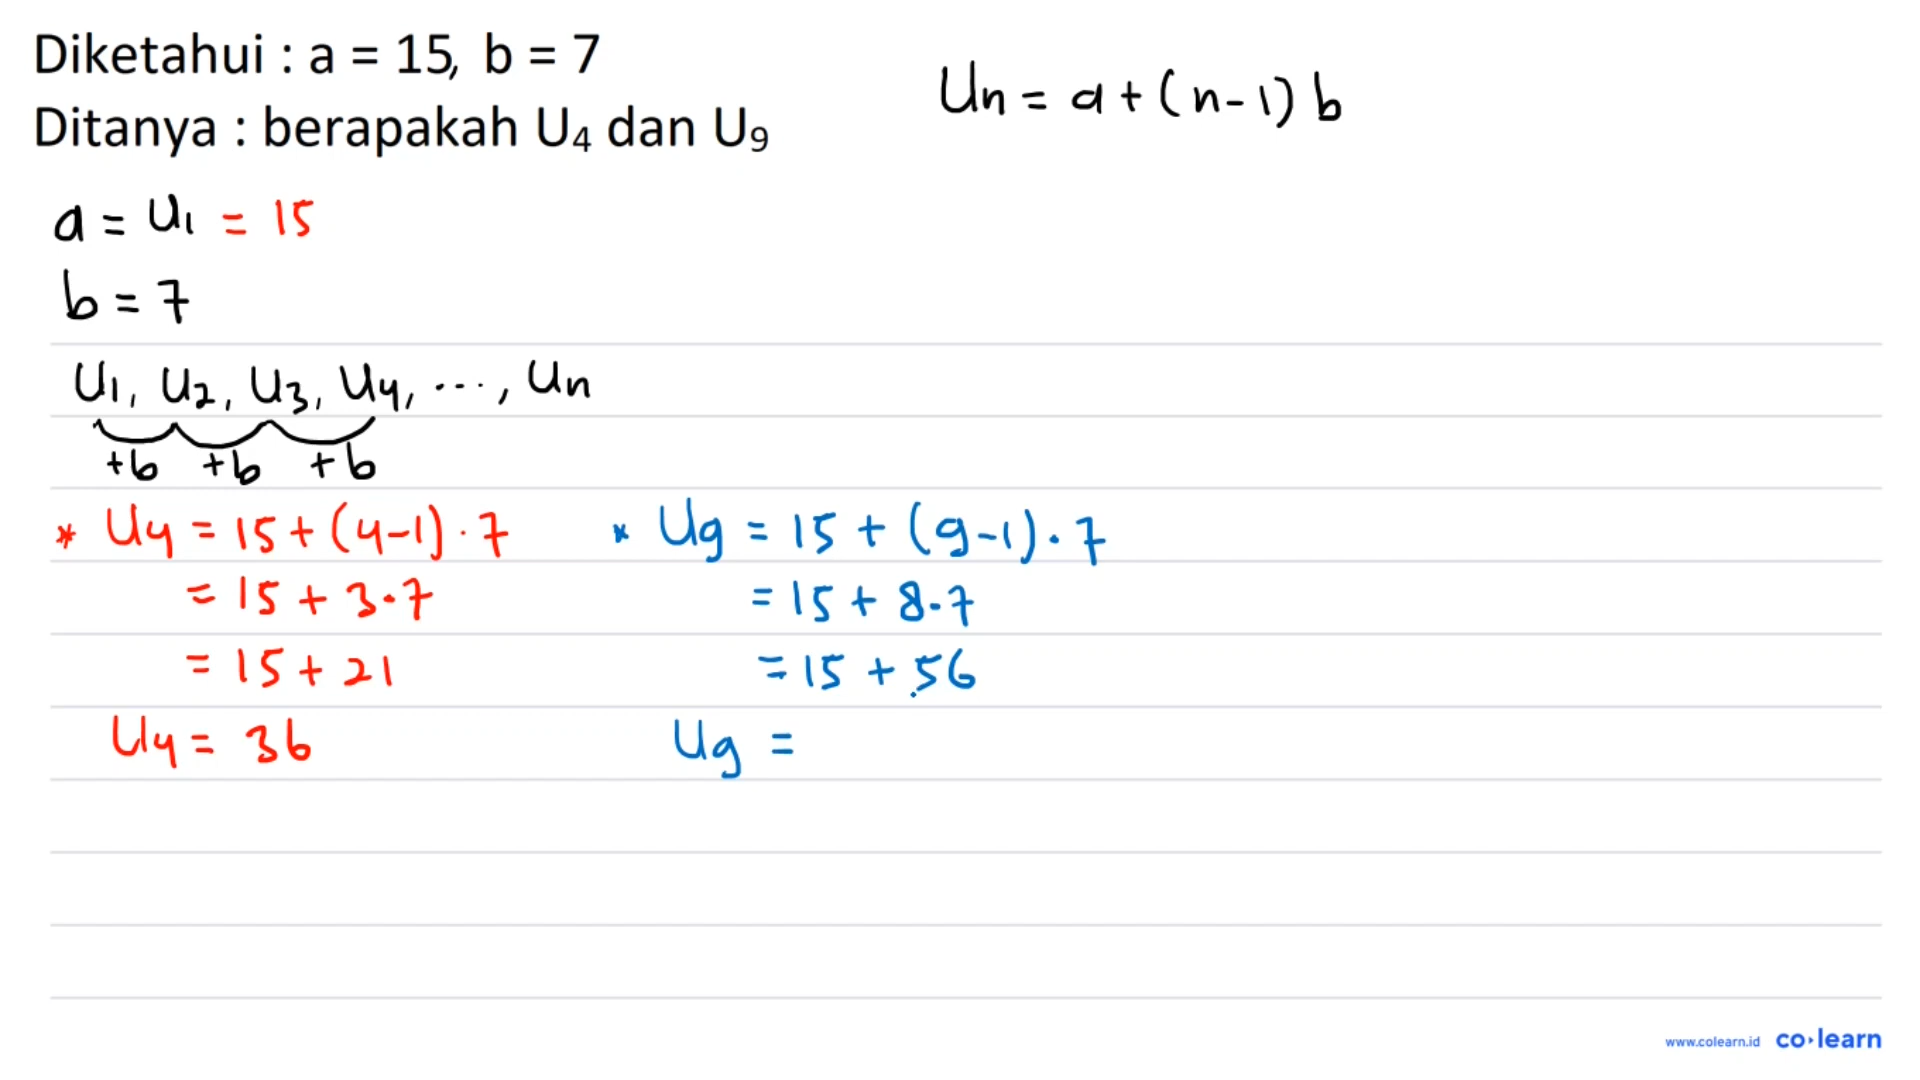 Diketahui : a = 15, b = 7
Ditanya : berapakah U₄ dan U₉
Un = a + (n-1) b
a = U₁ = 15
b = 7
U₁, U₂, U₃, U₄, ..., Un
+b +b +b
* U₄ = 15 + (4-1) · 7
= 15 + 3·7
= 15 + 21
U₄ = 36
* U₉ = 15 + (9-1) · 7
= 15 + 8·7
= 15 + 56
U₉ =
www.colearn.id co·learn